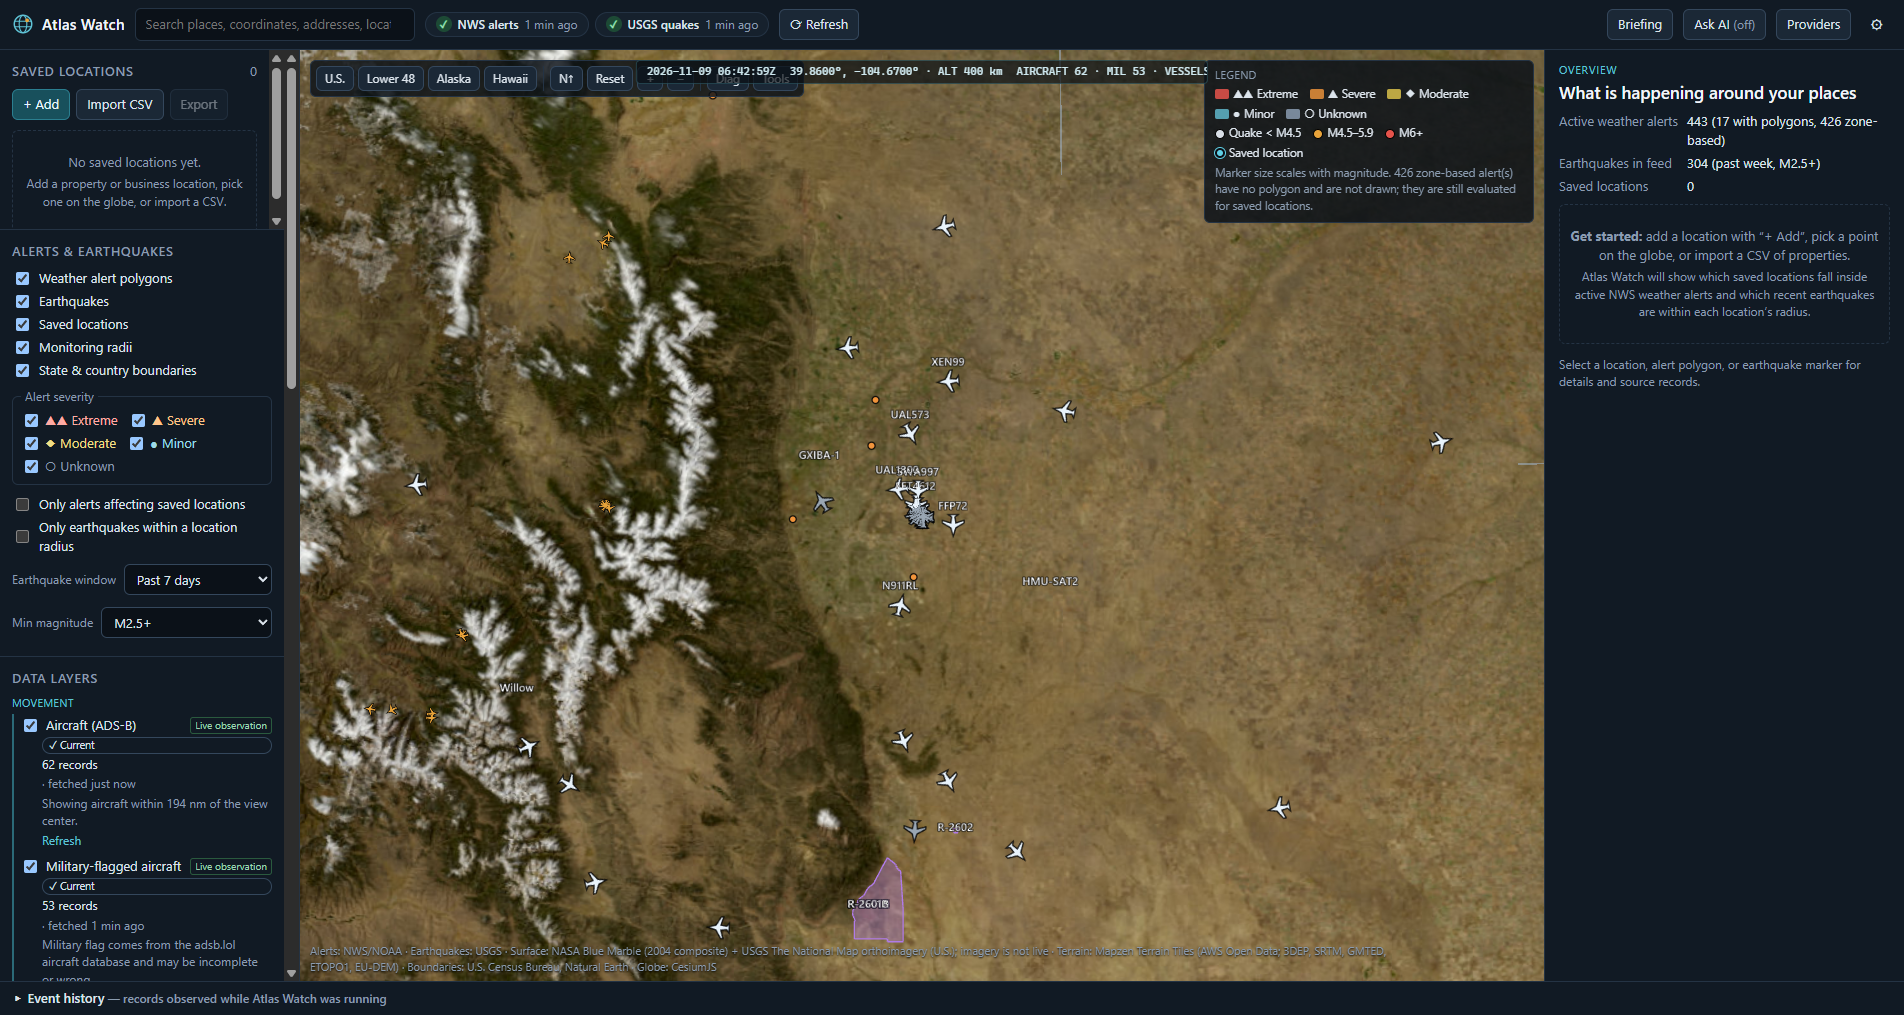 Atlas Watch
Search places, coordinates, addresses, locat
✓ NWS alerts 1 min ago
✓ USGS quakes 1 min ago
⟳ Refresh
Briefing
Ask AI (off)
Providers
SAVED LOCATIONS 0
+ Add
Import CSV
Export
No saved locations yet.
Add a property or business location, pick
one on the globe, or import a CSV.
ALERTS & EARTHQUAKES
Weather alert polygons
Earthquakes
Saved locations
Monitoring radii
State & country boundaries
Alert severity
▲▲ Extreme ▲ Severe
◆ Moderate ● Minor
○ Unknown
Only alerts affecting saved locations
Only earthquakes within a location
radius
Earthquake window Past 7 days
Min magnitude M2.5+
DATA LAYERS
MOVEMENT
Aircraft (ADS-B) Live observation
✓ Current
62 records
· fetched just now
Showing aircraft within 194 nm of the view
center.
Refresh
Military-flagged aircraft Live observation
✓ Current
53 records
· fetched 1 min ago
Military flag comes from the adsb.lol
aircraft database and may be incomplete
or wrong
U.S. Lower 48 Alaska Hawaii N↑ Reset Diag Tools
2026-11-09 06:42:59Z 39.8600°, −104.6700° · ALT 400 km AIRCRAFT 62 · MIL 53 · VESSELS
LEGEND
▲▲ Extreme ▲ Severe ◆ Moderate
● Minor ○ Unknown
Quake < M4.5 M4.5–5.9 M6+
Saved location
Marker size scales with magnitude. 426 zone-based alert(s)
have no polygon and are not drawn; they are still evaluated
for saved locations.
XEN99
UAL573
GXIBA-1
FFP72
N911RL
HMU-SAT2
Willow
R-2602
Alerts: NWS/NOAA · Earthquakes: USGS · Surface: NASA Blue Marble (2004 composite) + USGS The National Map orthoimagery (U.S.); imagery is not live · Terrain: Mapzen Terrain Tiles (AWS Open Data; 3DEP, SRTM, GMTED,
ETOPO1, EU-DEM) · Boundaries: U.S. Census Bureau, Natural Earth · Globe: CesiumJS
OVERVIEW
What is happening around your places
Active weather alerts 443 (17 with polygons, 426 zone-
based)
Earthquakes in feed 304 (past week, M2.5+)
Saved locations 0
Get started: add a location with “+ Add”, pick a point
on the globe, or import a CSV of properties.
Atlas Watch will show which saved locations fall inside
active NWS weather alerts and which recent earthquakes
are within each location’s radius.
Select a location, alert polygon, or earthquake marker for
details and source records.
▸ Event history — records observed while Atlas Watch was running